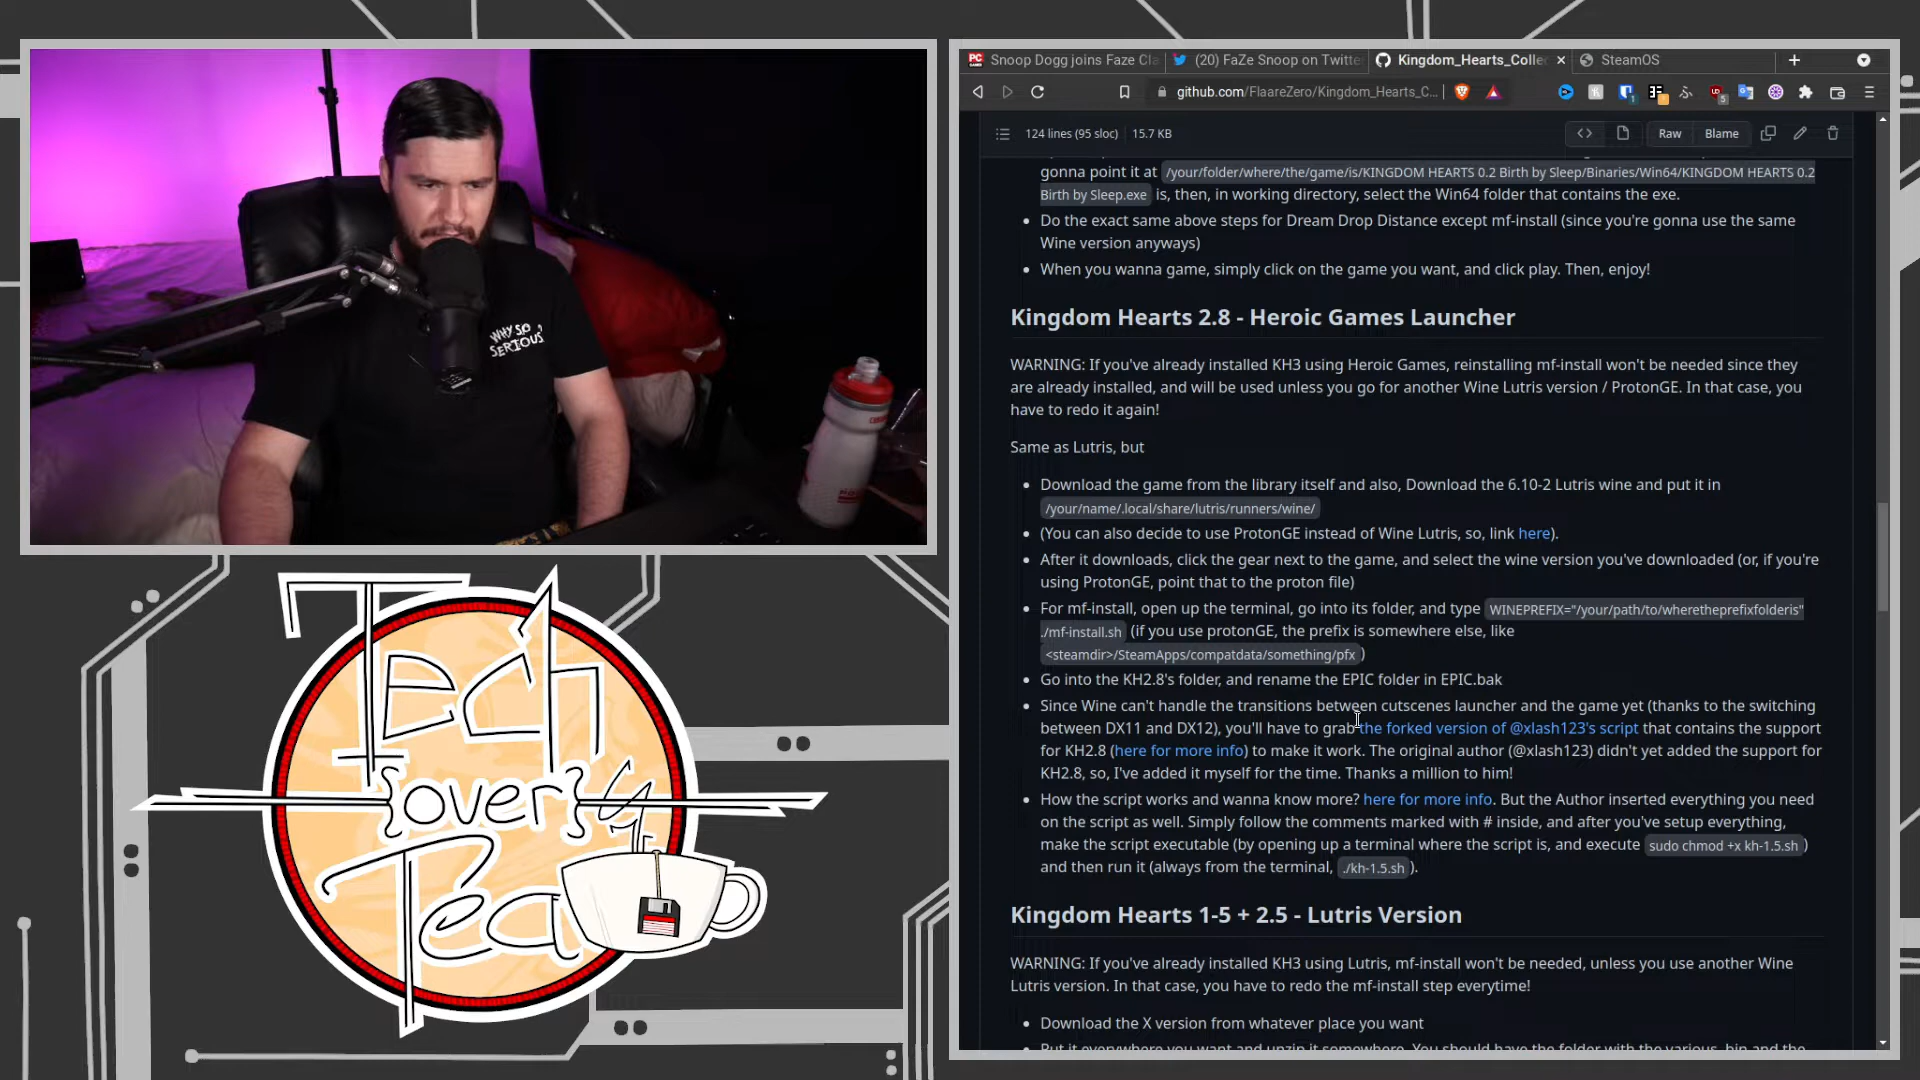 WHY SO
SERIOUS?
TECh
{over}
Tea
Snoop Dogg joins Faze Cla
(20) FaZe Snoop on Twitte
Kingdom_Hearts_Collec
SteamOS
github.com/FlaareZero/Kingdom_Hearts_C...
124 lines (95 sloc) 15.7 KB
Raw Blame
gonna point it at /your/folder/where/the/game/is/KINGDOM HEARTS 0.2 Birth by Sleep/Binaries/Win64/KINGDOM HEARTS 0.2
Birth by Sleep.exe is, then, in working directory, select the Win64 folder that contains the exe.
Do the exact same above steps for Dream Drop Distance except mf-install (since you're gonna use the same
Wine version anyways)
When you wanna game, simply click on the game you want, and click play. Then, enjoy!
Kingdom Hearts 2.8 - Heroic Games Launcher
WARNING: If you've already installed KH3 using Heroic Games, reinstalling mf-install won't be needed since they
are already installed, and will be used unless you go for another Wine Lutris version / ProtonGE. In that case, you
have to redo it again!
Same as Lutris, but
Download the game from the library itself and also, Download the 6.10-2 Lutris wine and put it in
/your/name/.local/share/lutris/runners/wine/
(You can also decide to use ProtonGE instead of Wine Lutris, so, link here).
After it downloads, click the gear next to the game, and select the wine version you've downloaded (or, if you're
using ProtonGE, point that to the proton file)
For mf-install, open up the terminal, go into its folder, and type WINEPREFIX="/your/path/to/wheretheprefixfolderis"
./mf-install.sh (if you use protonGE, the prefix is somewhere else, like
<steamdir>/SteamApps/compatdata/something/pfx )
Go into the KH2.8's folder, and rename the EPIC folder in EPIC.bak
Since Wine can't handle the transitions between cutscenes launcher and the game yet (thanks to the switching
between DX11 and DX12), you'll have to grab the forked version of @xlash123's script that contains the support
for KH2.8 (here for more info) to make it work. The original author (@xlash123) didn't yet added the support for
KH2.8, so, I've added it myself for the time. Thanks a million to him!
How the script works and wanna know more? here for more info. But the Author inserted everything you need
on the script as well. Simply follow the comments marked with # inside, and after you've setup everything,
make the script executable (by opening up a terminal where the script is, and execute sudo chmod +x kh-1.5.sh )
and then run it (always from the terminal, ./kh-1.5.sh ).
Kingdom Hearts 1-5 + 2.5 - Lutris Version
WARNING: If you've already installed KH3 using Lutris, mf-install won't be needed, unless you use another Wine
Lutris version. In that case, you have to redo the mf-install step everytime!
Download the X version from whatever place you want
Put it everywhere you want and unzip it somewhere. You should have the folder with the various .bin and the